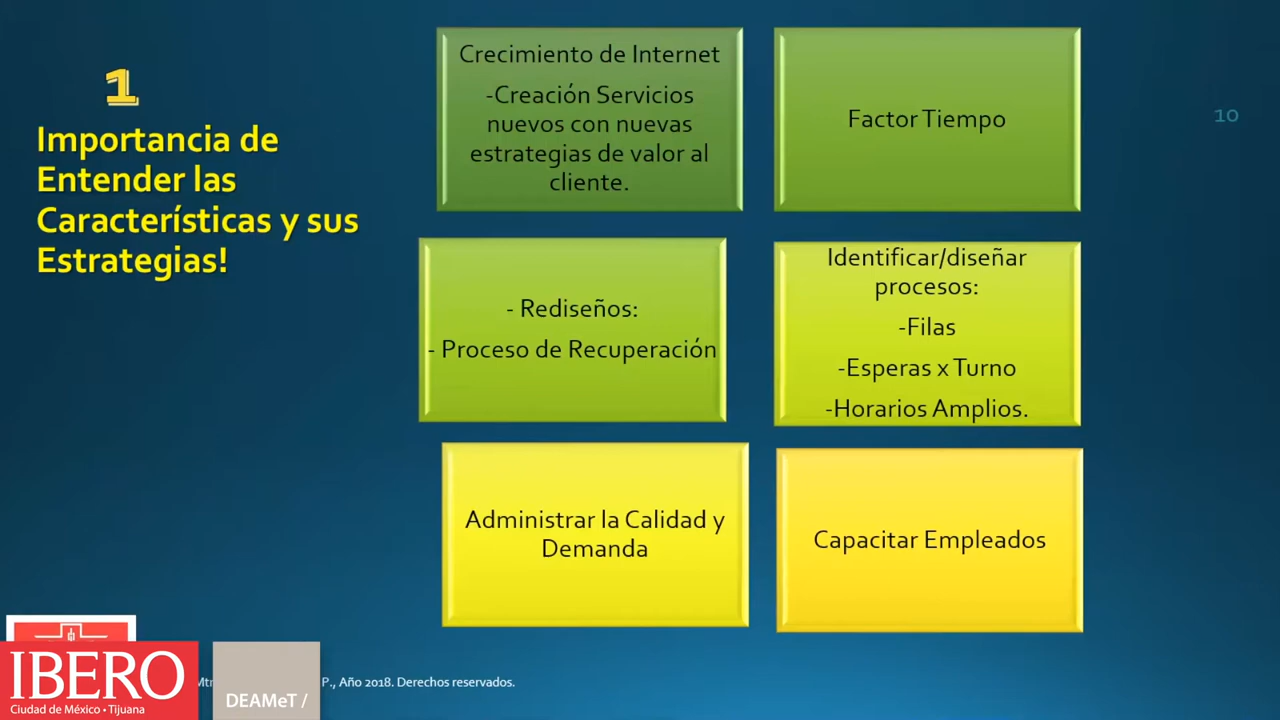 1
Importancia de
Entender las
Características y sus
Estrategias!
Crecimiento de Internet
-Creación Servicios
nuevos con nuevas
estrategias de valor al
cliente.
Factor Tiempo
10
- Rediseños:
- Proceso de Recuperación
Identificar/diseñar
procesos:
-Filas
-Esperas x Turno
-Horarios Amplios.
Administrar la Calidad y
Demanda
Capacitar Empleados
IBERO
Ciudad de México • Tijuana
DEAMeT /
P., Año 2018. Derechos reservados.